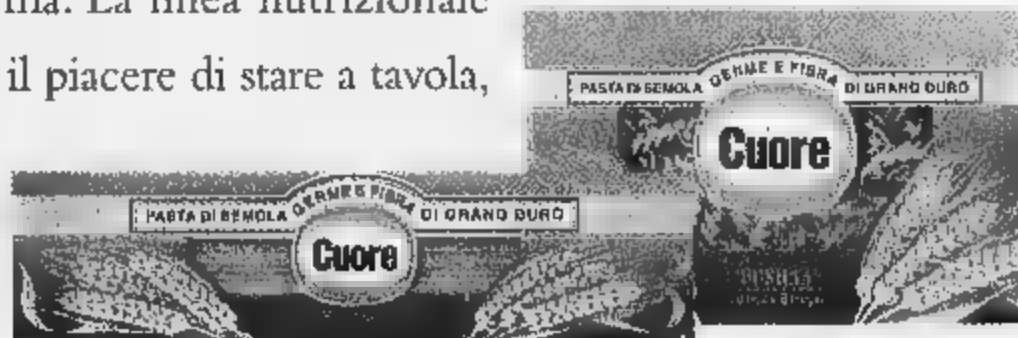 La linea nutrizionale
il piacere di stare a tavola,
GERME E FIBRA
PASTA DI SEMOLA DI GRANO DURO
Cuore
GERME E FIBRA
PASTA DI SEMOLA DI GRANO DURO
Cuore